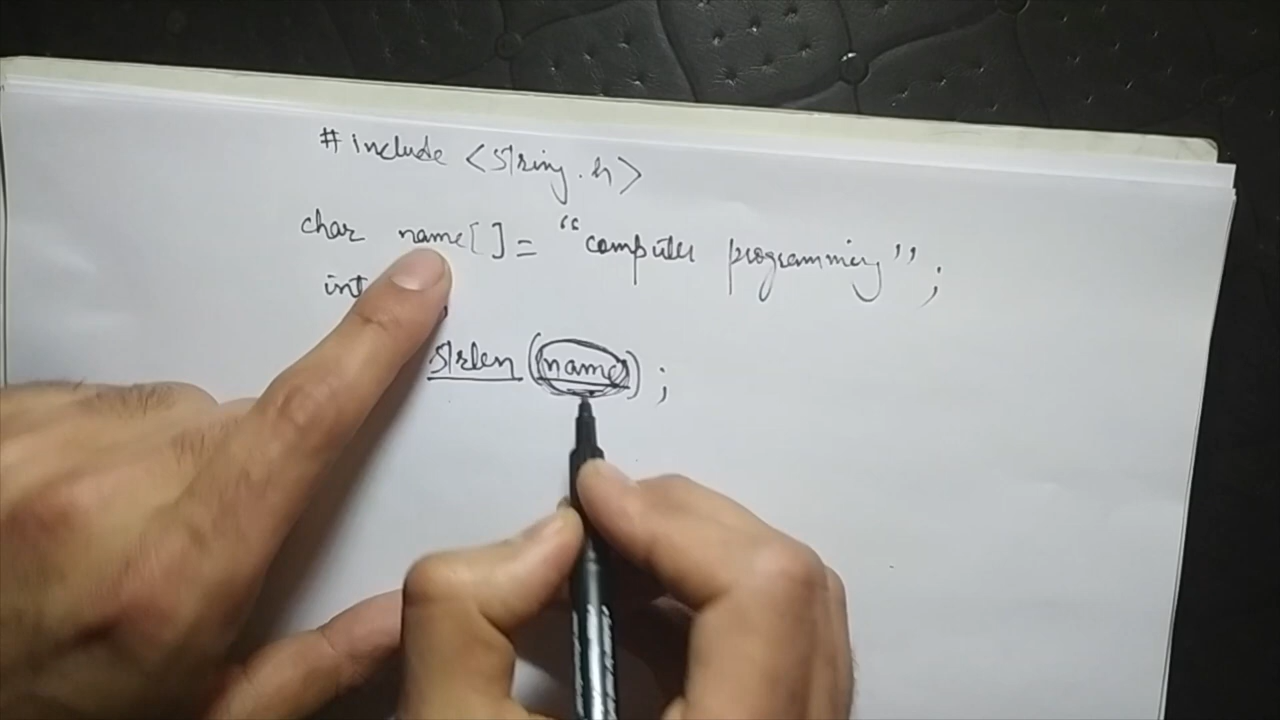 #include <string.h>
char name[] = “computer programming”;
int
strlen (name) ;